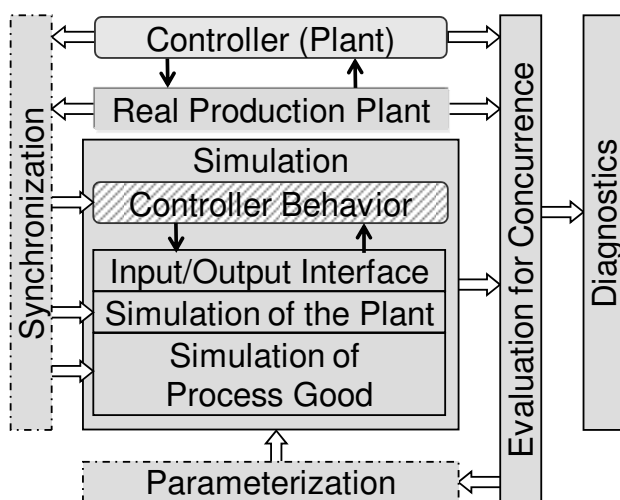 Controller (Plant)
Real Production Plant
Synchronization
Simulation
Controller Behavior
Input/Output Interface
Simulation of the Plant
Simulation of
Process Good
Parameterization
Evaluation for Concurrence
Diagnostics